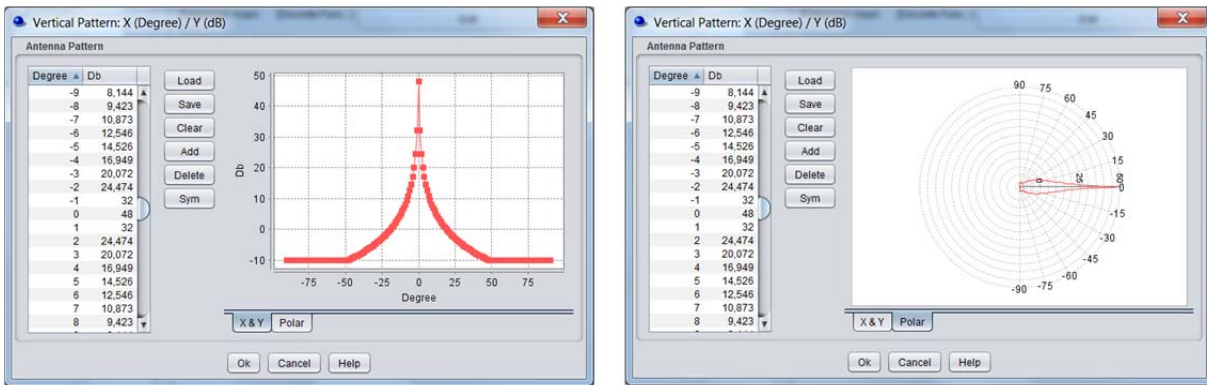 Vertical Pattern: X (Degree) / Y (dB)
Antenna Pattern
Degree Db
-9 8,144
-8 9,423
-7 10,873
-6 12,546
-5 14,526
-4 16,949
-3 20,072
-2 24,474
-1 32
0 48
1 32
2 24,474
3 20,072
4 16,949
5 14,526
6 12,546
7 10,873
8 9,423
Load
Save
Clear
Add
Delete
Sym
50
40
30
20
10
0
-10
Db
-75 -50 -25 0 25 50 75
Degree
X & Y Polar
Ok Cancel Help
Vertical Pattern: X (Degree) / Y (dB)
Antenna Pattern
Degree Db
-9 8,144
-8 9,423
-7 10,873
-6 12,546
-5 14,526
-4 16,949
-3 20,072
-2 24,474
-1 32
0 48
1 32
2 24,474
3 20,072
4 16,949
5 14,526
6 12,546
7 10,873
8 9,423
Load
Save
Clear
Add
Delete
Sym
90
75
60
45
30
15
0
-15
-30
-45
-60
-75
-90
0 25 50
X & Y Polar
Ok Cancel Help